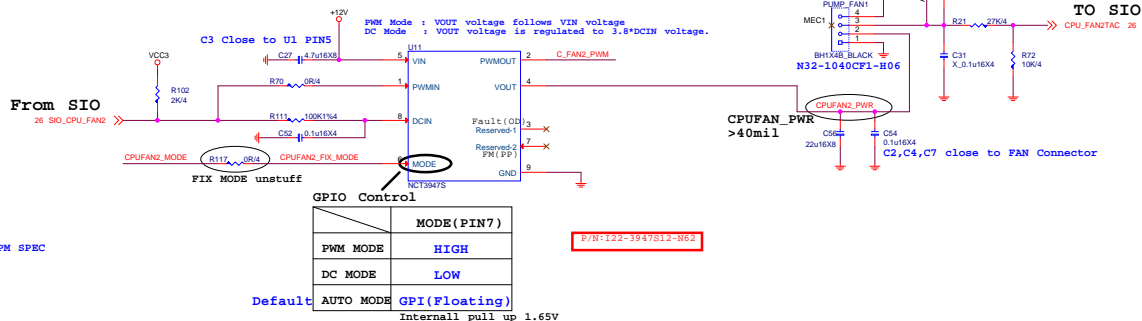 +12V
PWM Mode : VOUT voltage follows VIN voltage
DC Mode : VOUT voltage is regulated to 3.8*DCIN voltage.
PUMP_FAN1
MEC1
4
3
2
1
BH1X4B_BLACK
N32-1040CF1-H06
TO SIO
R21 27K/4
CPU_FAN2TAC 26
C31
X_0.1u16X4
R72
10K/4
C3 Close to U1 PIN5
VCC3
C27 4.7u16X8
U11
5 VIN
PWMOUT 2
C_FAN2_PWM
R102
2K/4
R70 0R/4
1 PWMIN
VOUT 4
From SIO
26 SIO_CPU_FAN2
R111 100K1%4
8 DCIN
C52 0.1u16X4
Fault(OD)
Reserved-1 3
Reserved-2 7
FM(PP)
CPUFAN2_PWR
CPUFAN_PWR
>40mil
C56
22u16X8
C54
0.1u16X4
C2,C4,C7 close to FAN Connector
CPUFAN2_MODE
R117 0R/4
CPUFAN2_FIX_MODE
6 MODE
GND 9
FIX MODE unstuff
NCT3947S
GPIO Control
MODE(PIN7)
PWM MODE HIGH
DC MODE LOW
Default AUTO MODE GPI(Floating)
Internall pull up 1.65V
P/N:I22-3947S12-N62
PM SPEC